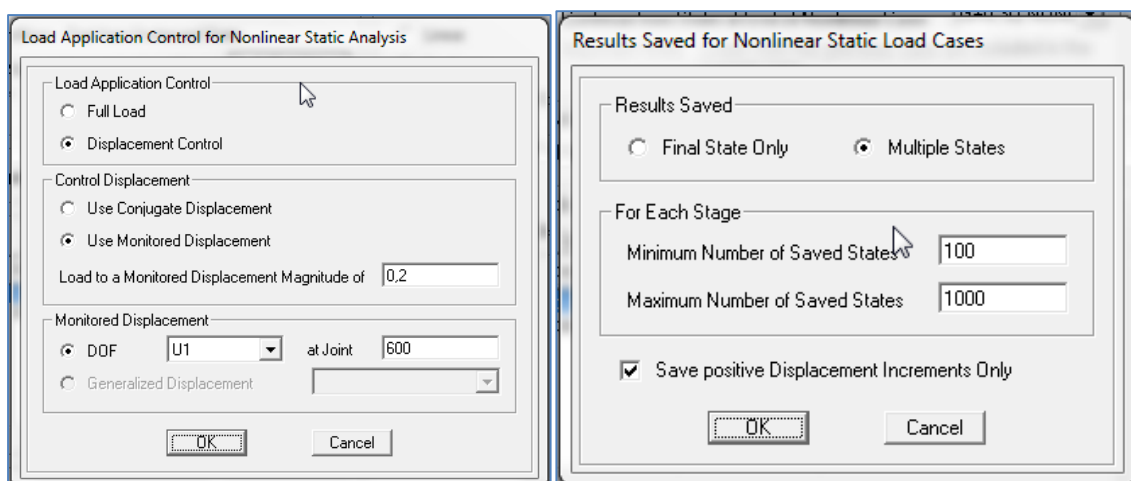 Load Application Control for Nonlinear Static Analysis
Load Application Control
Full Load
Displacement Control
Control Displacement
Use Conjugate Displacement
Use Monitored Displacement
Load to a Monitored Displacement Magnitude of 0,2
Monitored Displacement
DOF U1 at Joint 600
Generalized Displacement
OK Cancel
Results Saved for Nonlinear Static Load Cases
Results Saved
Final State Only Multiple States
For Each Stage
Minimum Number of Saved States 100
Maximum Number of Saved States 1000
Save positive Displacement Increments Only
OK Cancel